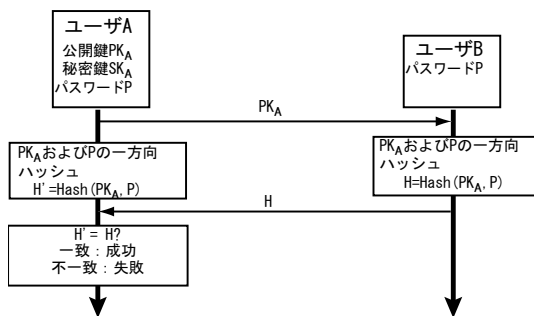 ユーザA
公開鍵PKA
秘密鍵SKA
パスワードP
ユーザB
パスワードP
PKA
PKAおよびPの一方向
ハッシュ
H'=Hash(PKA,P)
PKAおよびPの一方向
ハッシュ
H=Hash(PKA,P)
H
H'= H?
一致：成功
不一致：失敗